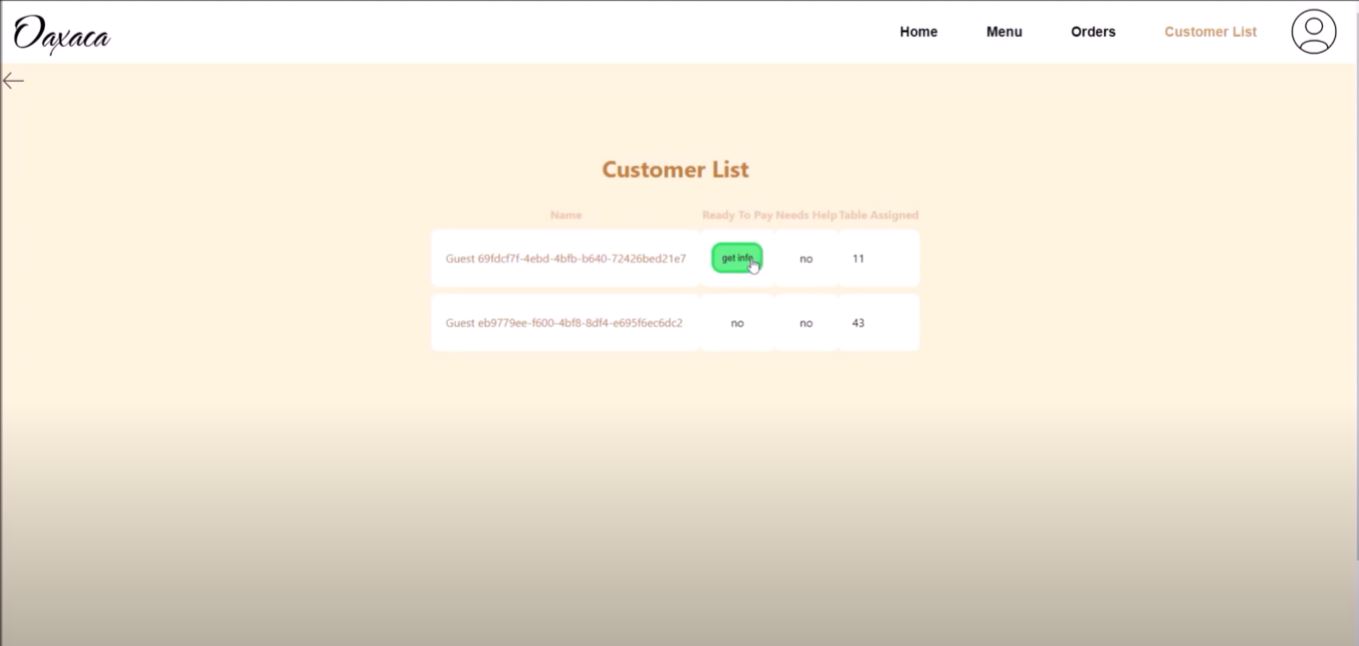 Oaxaca
Home Menu Orders Customer List
Customer List
Name Ready To Pay Needs Help Table Assigned
Guest 69fdcf7f-4ebd-4bfb-b640-72426bed21e7 get info no 11
Guest eb9779ee-f600-4bf8-8df4-e695f6ec6dc2 no no 43